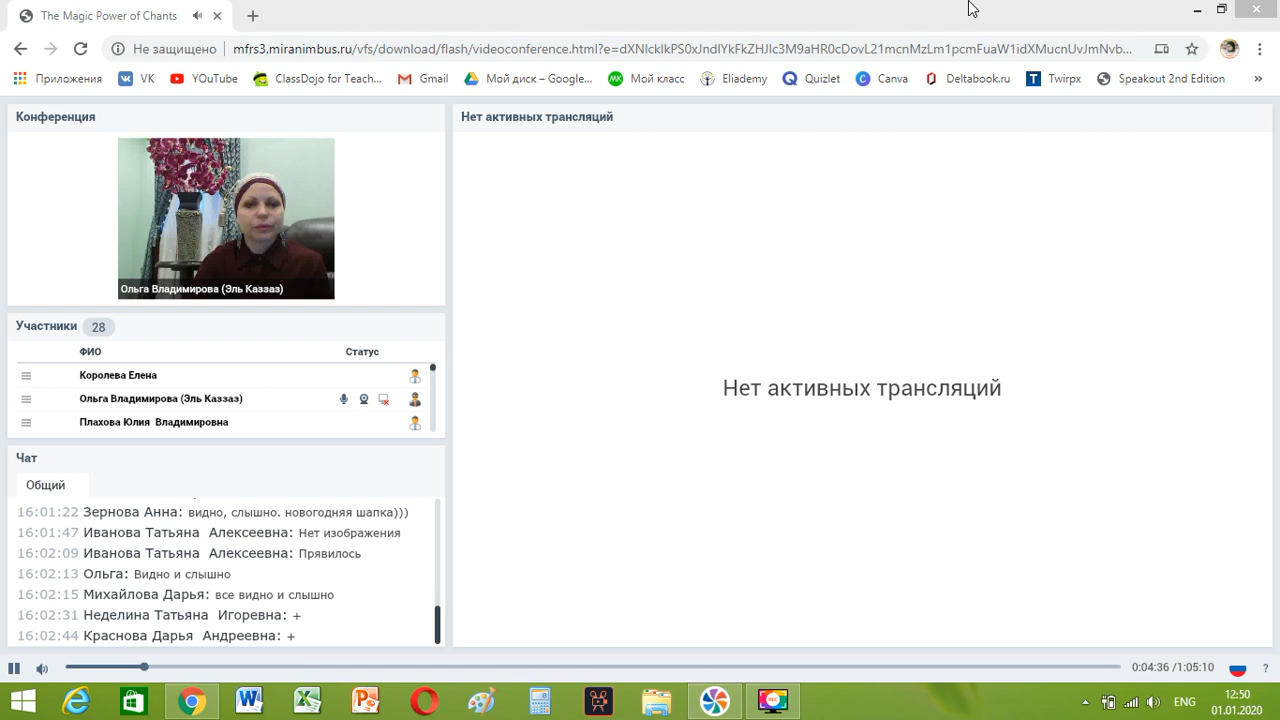 The Magic Power of Chants
Не защищено mfrs3.miranimbus.ru/vfs/download/flash/videoconference.html?e=
Приложения VK YOutube ClassDojo for Teach... Gmail Мой диск – Google... Мой класс Eliademy Quizlet Canva Deltabook.ru Twirpx Speakout 2nd Edition »
Конференция
Нет активных трансляций
Ольга Владимирова (Эль Каззаз)
Участники 28
ФИО Статус
Королева Елена
Ольга Владимирова (Эль Каззаз)
Плахова Юлия Владимировна
Нет активных трансляций
Чат
Общий
16:01:22 Зернова Анна: видно, слышно. новогодняя шапка)))
16:01:47 Иванова Татьяна Алексеевна: Нет изображения
16:02:09 Иванова Татьяна Алексеевна: Прявилось
16:02:13 Ольга: Видно и слышно
16:02:15 Михайлова Дарья: все видно и слышно
16:02:31 Неделина Татьяна Игоревна: +
16:02:44 Краснова Дарья Андреевна: +
0:04:36 / 1:05:10 ?
ENG 12:50
01.01.2020